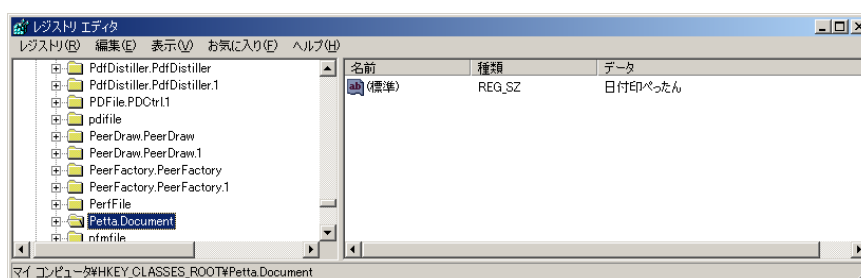 レジストリ エディタ
レジストリ(R) 編集(E) 表示(V) お気に入り(F) ヘルプ(H)
PdfDistiller.PdfDistiller
PdfDistiller.PdfDistiller.1
PDFile.PDCtrl.1
pdifile
PeerDraw.PeerDraw
PeerDraw.PeerDraw.1
PeerFactory.PeerFactory
PeerFactory.PeerFactory.1
PerfFile
Petta.Document
pfmfile
名前 種類 データ
ab (標準) REG_SZ 日付印ぺったん
マイ コンピュータ¥HKEY_CLASSES_ROOT¥Petta.Document